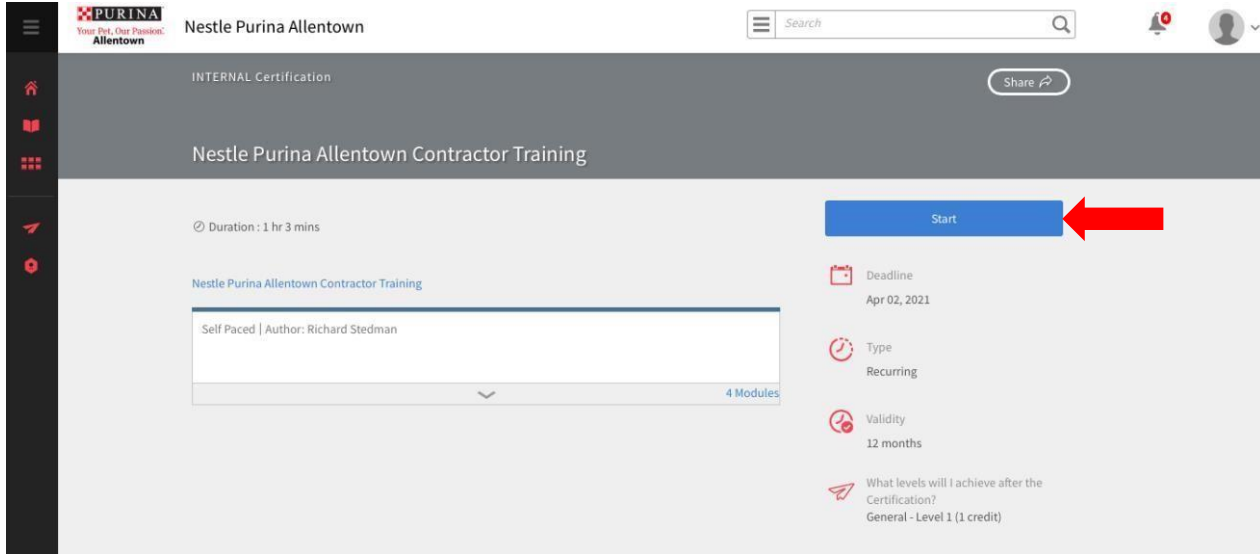 PURINA
Your Pet, Our Passion.
Allentown
Nestle Purina Allentown
Search
4
INTERNAL Certification
Share
Nestle Purina Allentown Contractor Training
Duration : 1 hr 3 mins
Start
Nestle Purina Allentown Contractor Training
Self Paced | Author: Richard Stedman
4 Modules
Deadline
Apr 02, 2021
Type
Recurring
Validity
12 months
What levels will I achieve after the
Certification?
General - Level 1 (1 credit)